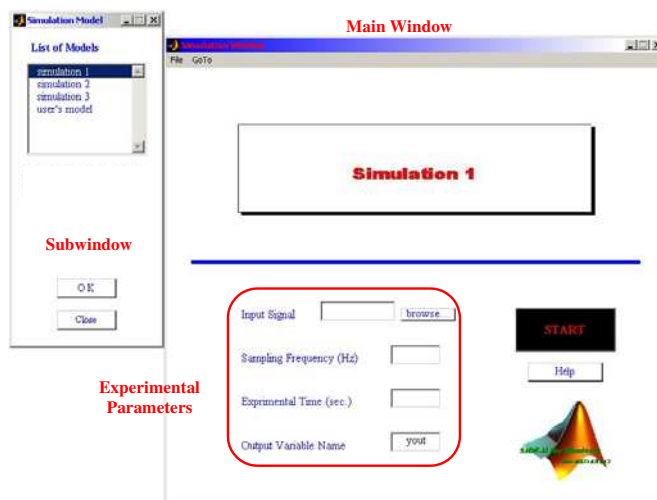 Simulation Model
List of Models
simulation 1
simulation 2
simulation 3
user's model
Subwindow
OK
Close
Main Window
Simulation Window
File GoTo
Simulation 1
Input Signal
browse...
Sampling Frequency (Hz)
Exprimental Time (sec.)
Output Variable Name
yout
Experimental
Parameters
START
Help